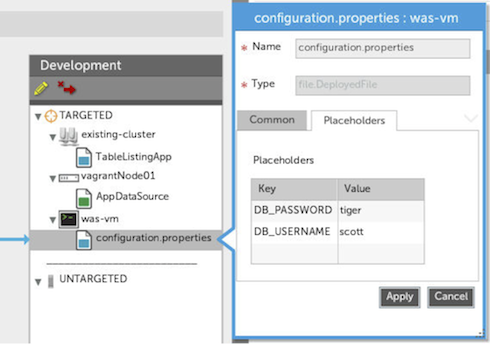 Development
TARGETED
existing-cluster
TableListingApp
vagrantNode01
AppDataSource
was-vm
configuration.properties
UNTARGETED
configuration.properties : was-vm
* Name configuration.properties
* Type file.DeployedFile
Common Placeholders
Placeholders
Key Value
DB_PASSWORD tiger
DB_USERNAME scott
Apply Cancel